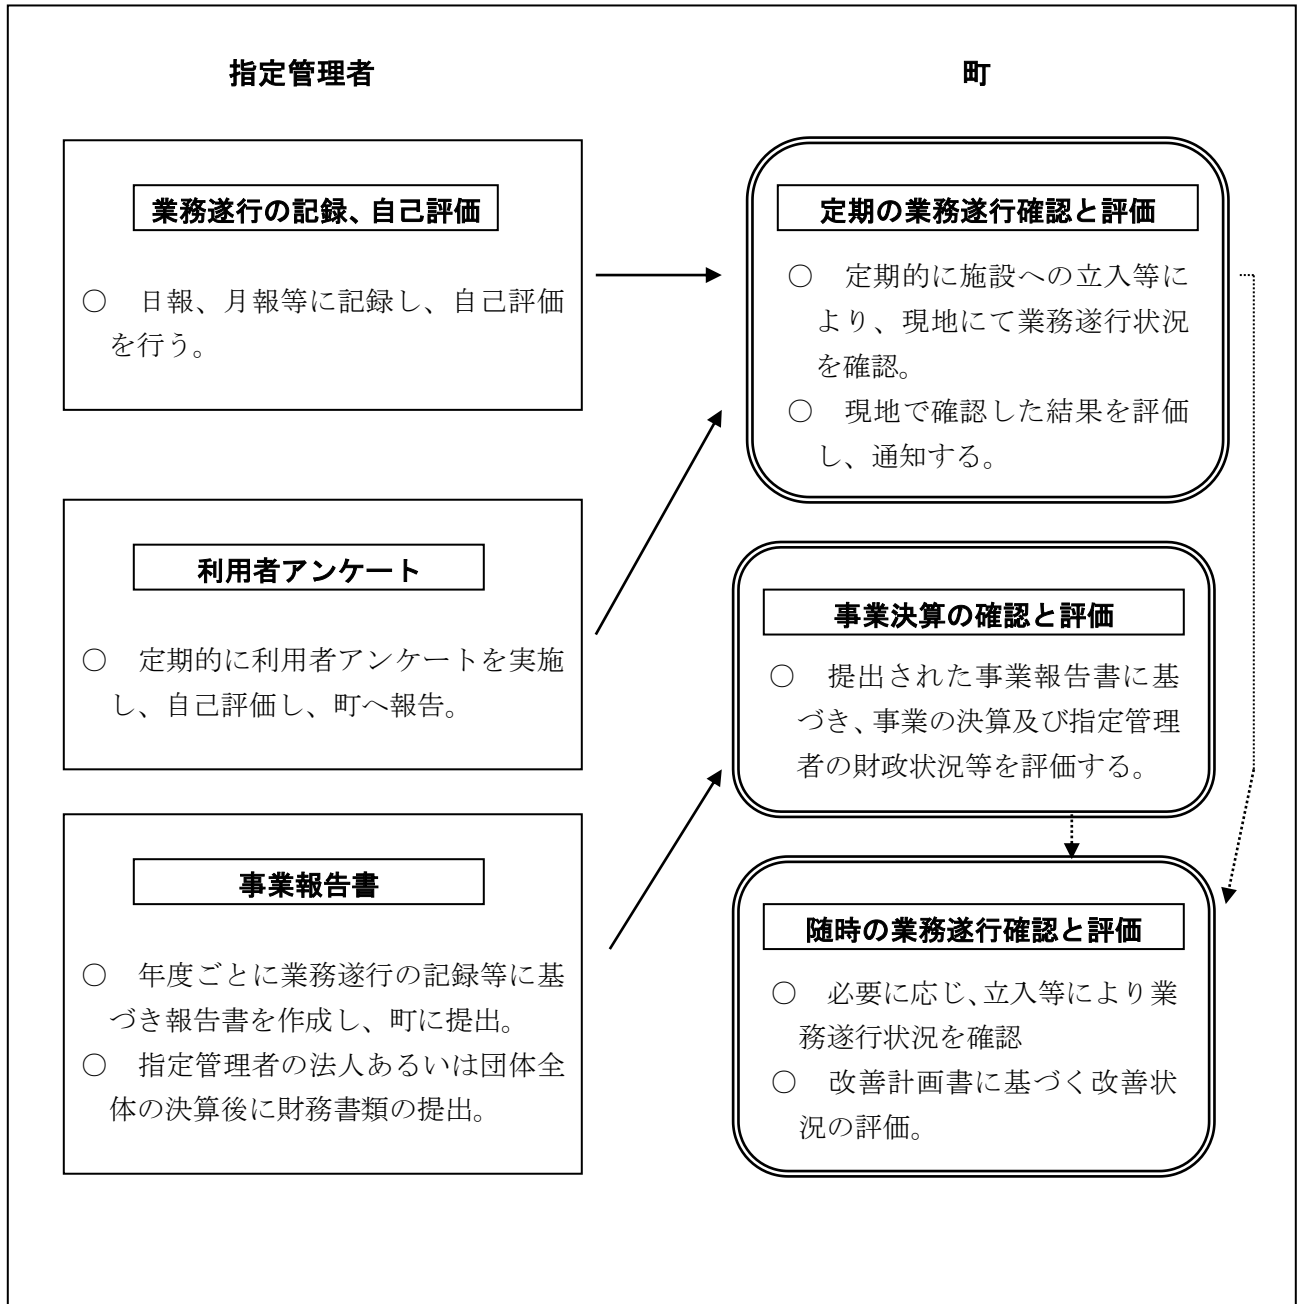 指定管理者
町
業務遂行の記録、自己評価
○　日報、月報等に記録し、自己評価
を行う。
利用者アンケート
○　定期的に利用者アンケートを実施
し、自己評価し、町へ報告。
事業報告書
○　年度ごとに業務遂行の記録等に基
づき報告書を作成し、町に提出。
○　指定管理者の法人あるいは団体全
体の決算後に財務書類の提出。
定期の業務遂行確認と評価
○　定期的に施設への立入等に
より、現地にて業務遂行状況
を確認。
○　現地で確認した結果を評価
し、通知する。
事業決算の確認と評価
○　提出された事業報告書に基
づき、事業の決算及び指定管理
者の財政状況等を評価する。
随時の業務遂行確認と評価
○　必要に応じ、立入等により業
務遂行状況を確認
○　改善計画書に基づく改善状
況の評価。